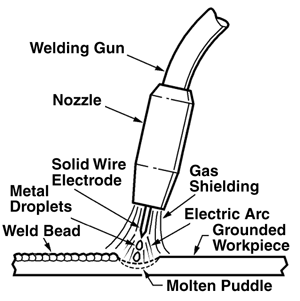 Welding Gun
Nozzle
Solid Wire
Electrode
Gas
Shielding
Metal
Droplets
Electric Arc
Weld Bead
Grounded
Workpiece
Molten Puddle